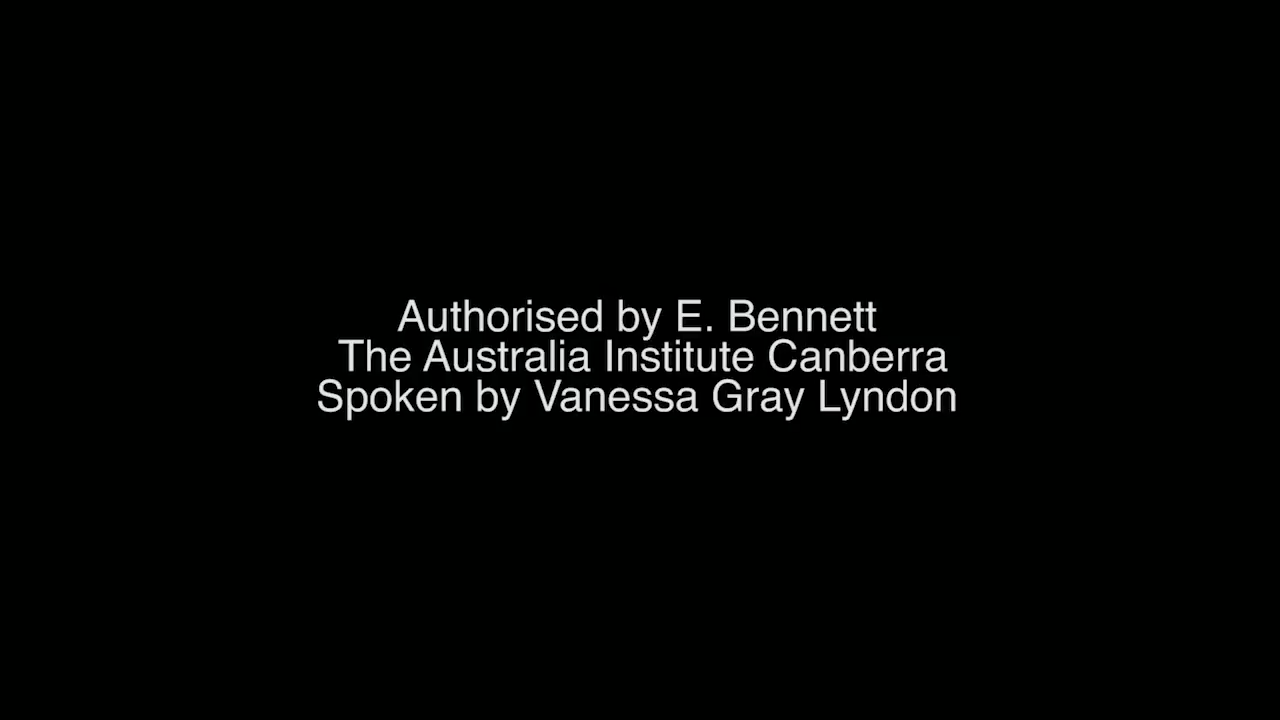 Authorised by E. Bennett
The Australia Institute Canberra
Spoken by Vanessa Gray Lyndon